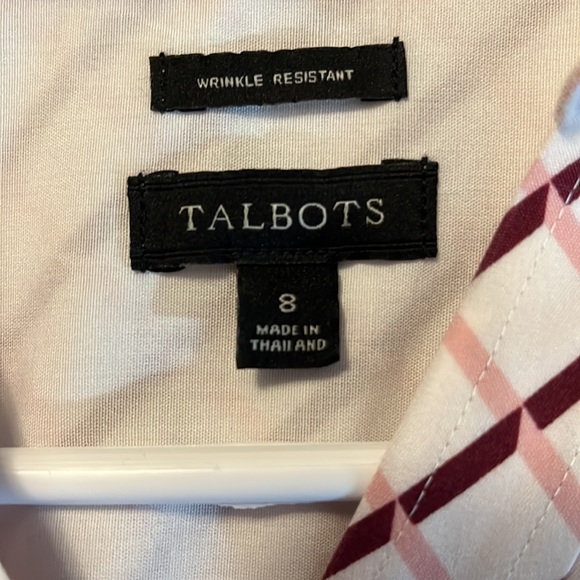 WRINKLE RESISTANT
TALBOTS
8
MADE IN
THAILAND